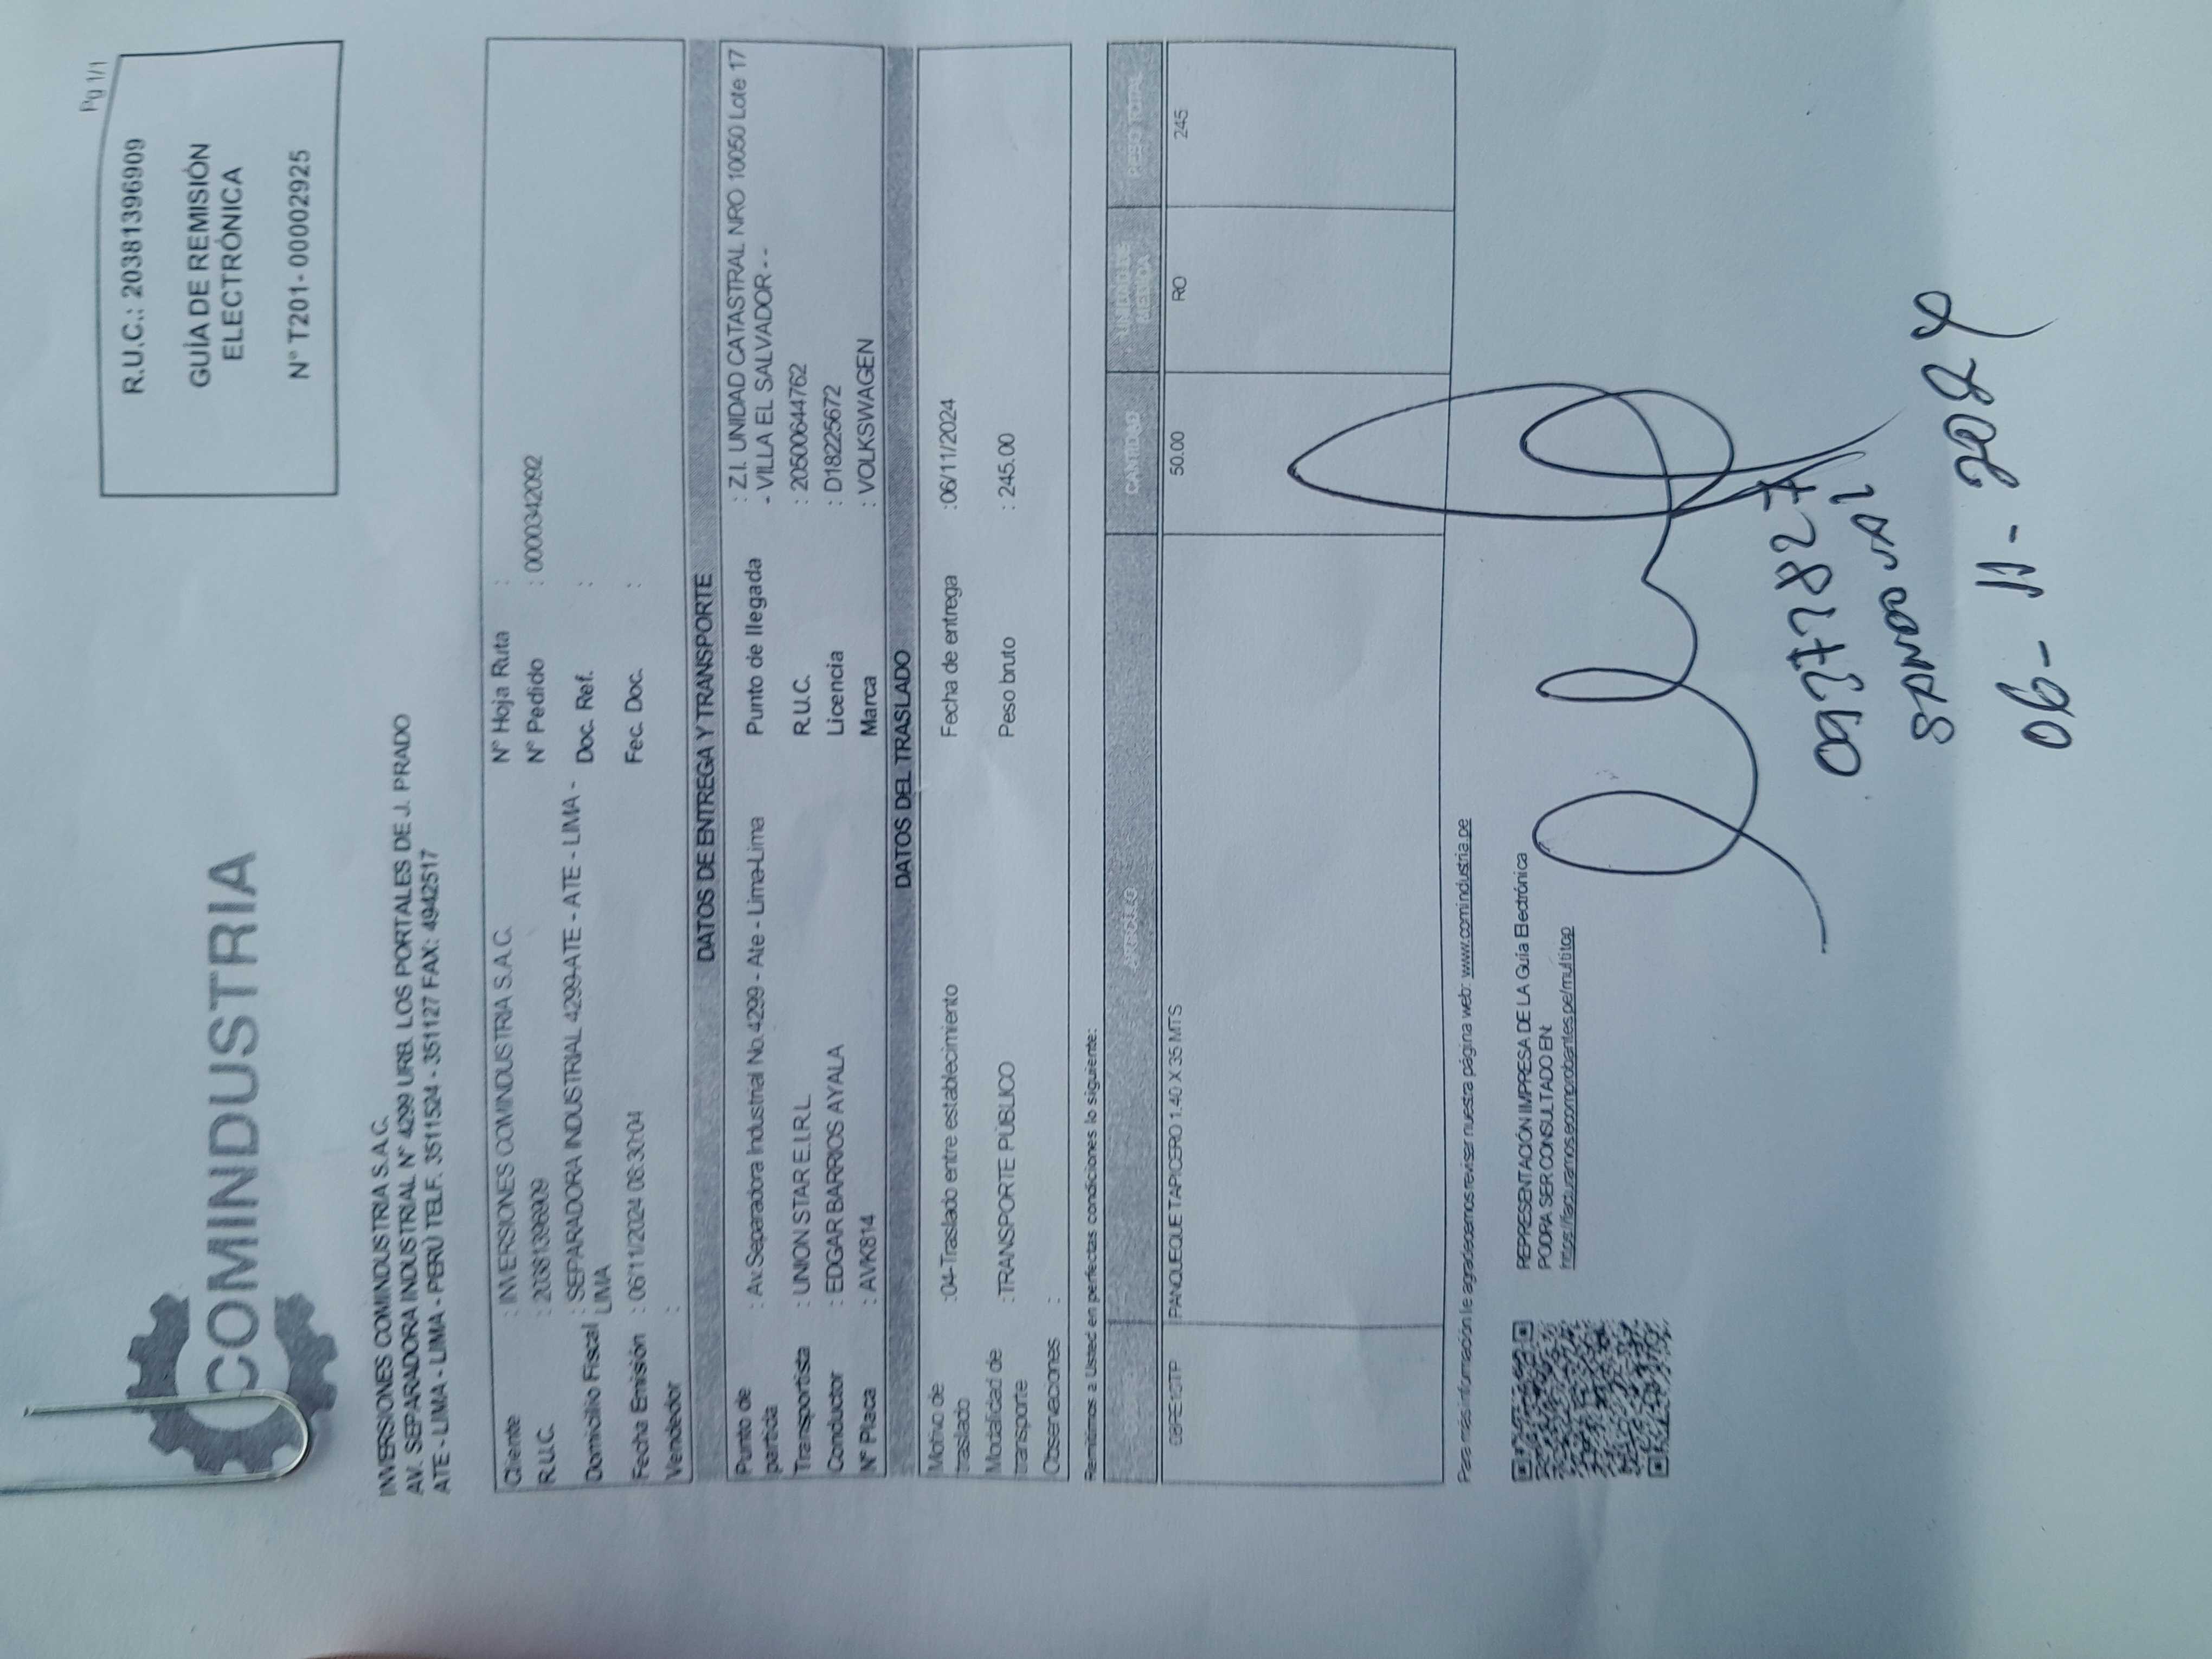 Pg 1/1
COMINDUSTRIA
R.U.C.: 20381396909
GUÍA DE REMISIÓN
ELECTRÓNICA
N° T201- 00002925
INVERSIONES COMINDUSTRIA S.A.C.
AV. SEPARADORA INDUSTRIAL N° 4299 URB. LOS PORTALES DE J. PRADO
ATE - LIMA - LIMA - PERÚ TELF. 3511524 - 351127 FAX: 4942517
Cliente : INVERSIONES COMINDUSTRIA S.A.C. N° Hoja Ruta :
R.U.C. : 20381396909 N° Pedido : 0000342092
Domicilio Fiscal : SEPARADORA INDUSTRIAL 4299-ATE - ATE - LIMA - Doc. Ref. :
LIMA
Fecha Emisión : 06/11/2024 08:30:04 Fec. Doc. :
Vendedor :
DATOS DE ENTREGA Y TRANSPORTE
Punto de : Av.Separadora Industrial No.4299 - Ate - Lima-Lima Punto de llegada : Z.I. UNIDAD CATASTRAL NRO 10050 Lote 17
partida - VILLA EL SALVADOR - -
Transportista : UNION STAR E.I.R.L. R.U.C. : 20500644762
Conductor : EDGAR BARRIOS AYALA Licencia : D18225672
N° Placa : AVK814 Marca : VOLKSWAGEN
DATOS DEL TRASLADO
Motivo de :04-Traslado entre establecimiento Fecha de entrega :06/11/2024
traslado
Modalidad de :TRANSPORTE PÚBLICO Peso bruto : 245.00
transporte
Observaciones :
Remitimos a Usted en perfectas condiciones lo siguiente:
CANTIDAD UNIDAD DE MEDIDA PESO TOTAL
PANQUEQUE TAPICERO 1.40 X 35 MTS 50.00 RO 245
Para más información le agradecemos revisar nuestra página web: www.comindustria.pe
REPRESENTACIÓN IMPRESA DE LA Guía Electrónica
PODRA SER CONSULTADO EN:
https://facturamos.ecomprobantes.pe/multitop
09377827
SANDOVAL
06 - 11 - 2024